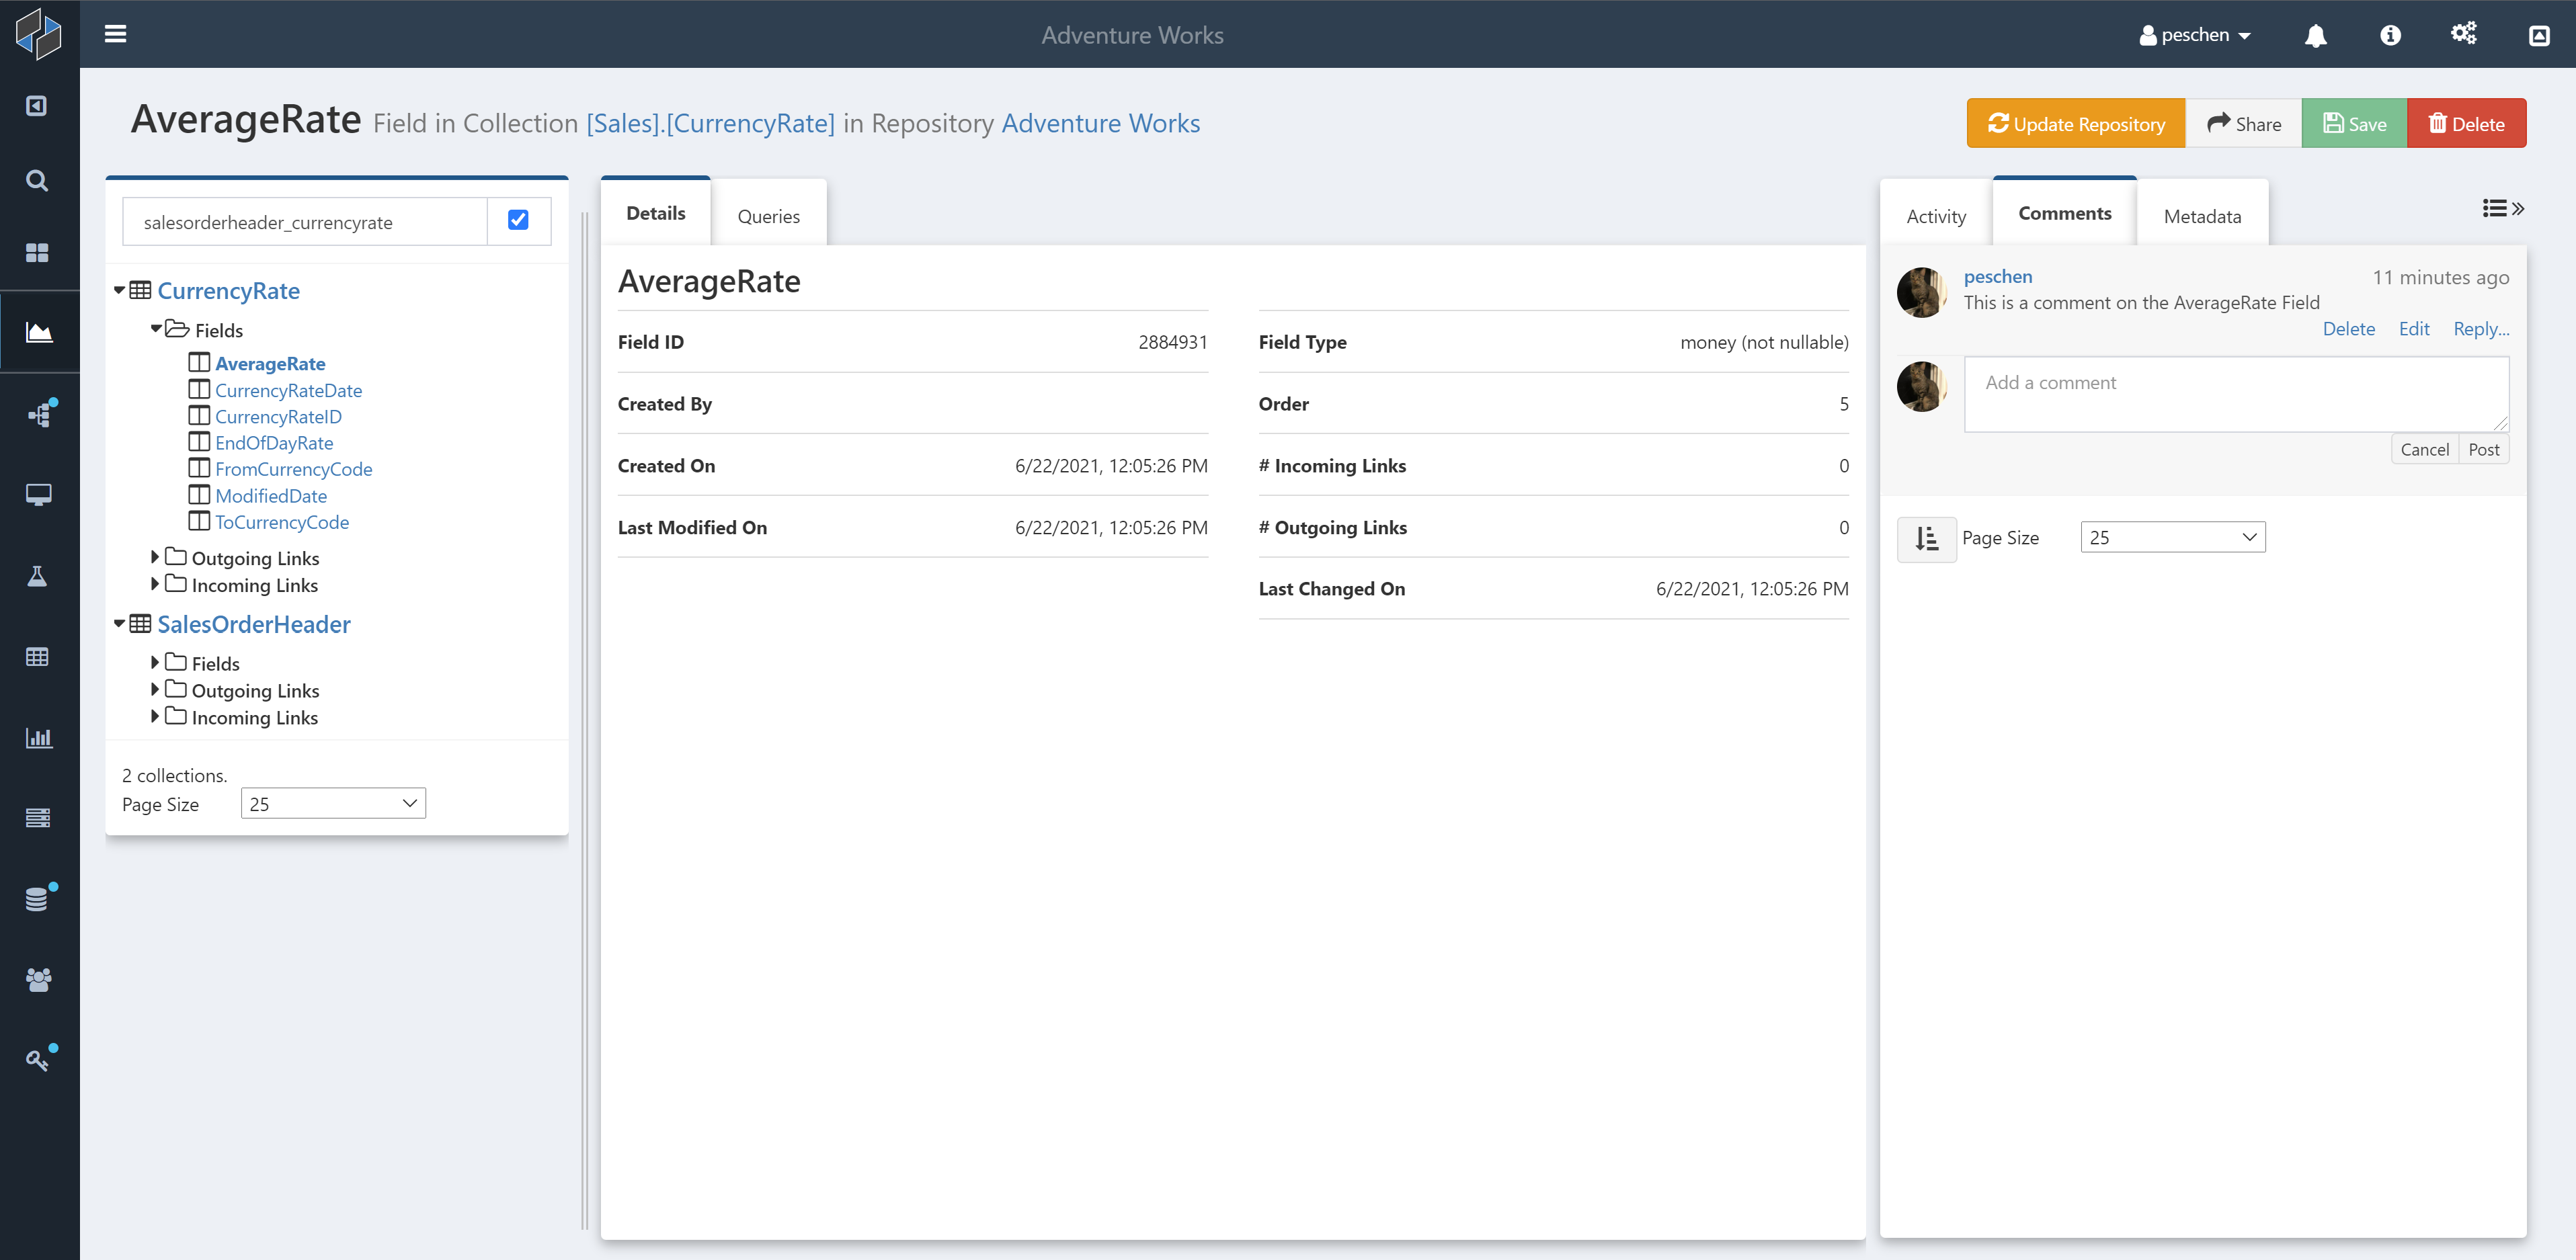 Adventure Works
peschen
AverageRate Field in Collection [Sales].[CurrencyRate] in Repository Adventure Works
Update Repository
Share
Save
Delete
salesorderheader_currencyrate
CurrencyRate
Fields
AverageRate
CurrencyRateDate
CurrencyRateID
EndOfDayRate
FromCurrencyCode
ModifiedDate
ToCurrencyCode
Outgoing Links
Incoming Links
SalesOrderHeader
Fields
Outgoing Links
Incoming Links
2 collections.
Page Size 25
Details
Queries
AverageRate
Field ID 2884931
Created By
Created On 6/22/2021, 12:05:26 PM
Last Modified On 6/22/2021, 12:05:26 PM
Field Type money (not nullable)
Order 5
# Incoming Links 0
# Outgoing Links 0
Last Changed On 6/22/2021, 12:05:26 PM
Activity
Comments
Metadata
peschen 11 minutes ago
This is a comment on the AverageRate Field
Delete Edit Reply...
Add a comment
Cancel Post
Page Size 25